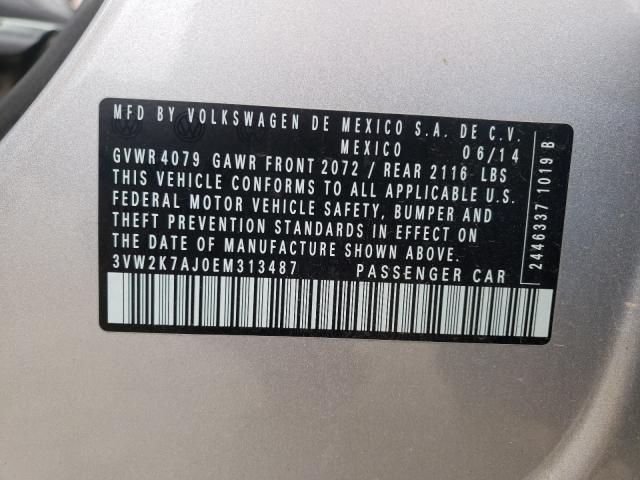 MFD BY VOLKSWAGEN DE MEXICO S.A. DE C.V.
MEXICO 06/14
GVWR 4079 GAWR FRONT 2072 / REAR 2116 LBS
THIS VEHICLE CONFORMS TO ALL APPLICABLE U.S.
FEDERAL MOTOR VEHICLE SAFETY, BUMPER AND
THEFT PREVENTION STANDARDS IN EFFECT ON
THE DATE OF MANUFACTURE SHOWN ABOVE.
3VW2K7AJ0EM313487 PASSENGER CAR
24463371019 B